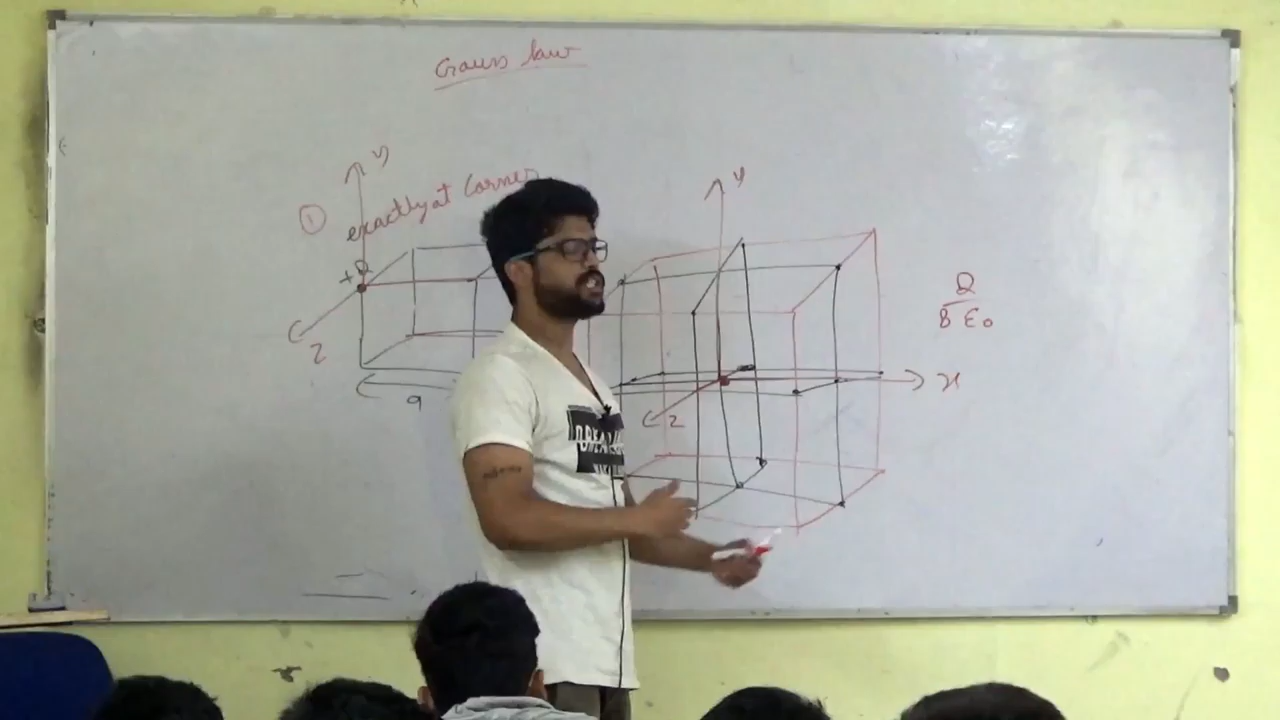 Gauss law
①
exactly at Corner
y
+Q
z
a
y
x
z
Q
8 ε₀